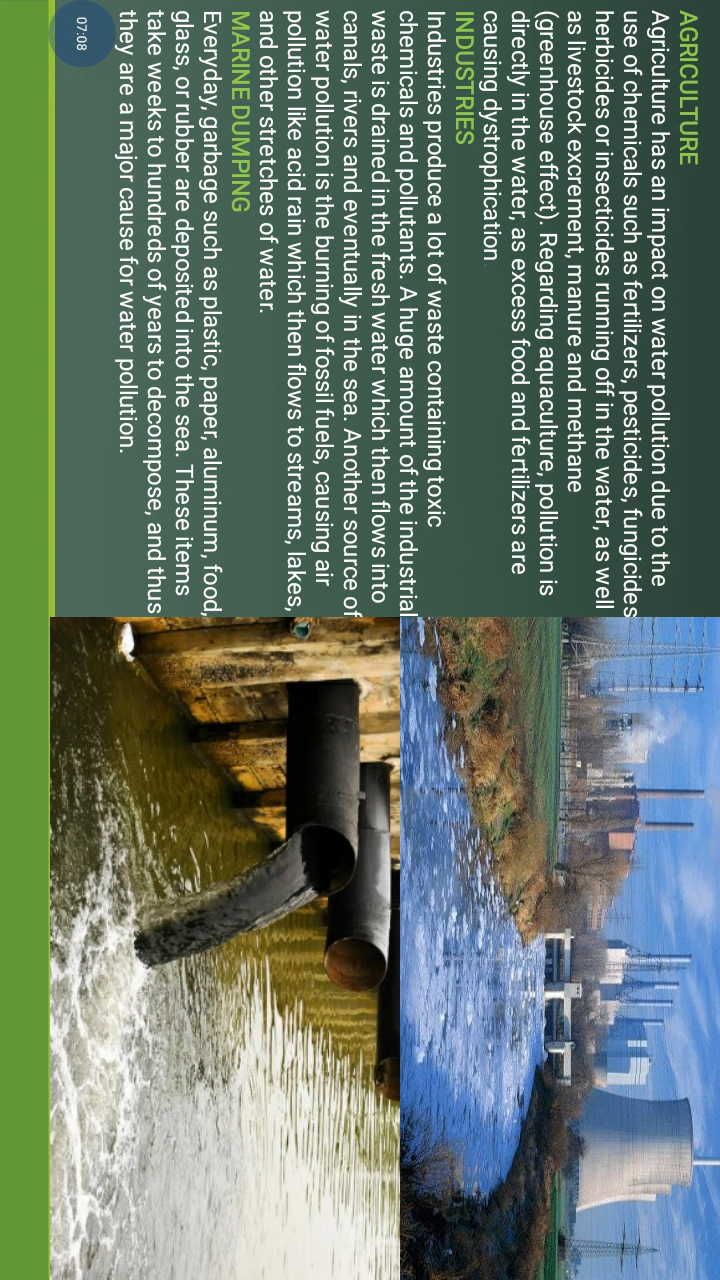 AGRICULTURE
Agriculture has an impact on water pollution due to the
use of chemicals such as fertilizers, pesticides, fungicides
herbicides or insecticides running off in the water, as well
as livestock excrement, manure and methane
(greenhouse effect). Regarding aquaculture, pollution is
directly in the water, as excess food and fertilizers are
causing dystrophication
INDUSTRIES
Industries produce a lot of waste containing toxic
chemicals and pollutants. A huge amount of the industrial
waste is drained in the fresh water which then flows into
canals, rivers and eventually in the sea. Another source of
water pollution is the burning of fossil fuels, causing air
pollution like acid rain which then flows to streams, lakes,
and other stretches of water.
MARINE DUMPING
Everyday, garbage such as plastic, paper, aluminum, food,
glass, or rubber are deposited into the sea. These items
take weeks to hundreds of years to decompose, and thus
they are a major cause for water pollution.
07:08